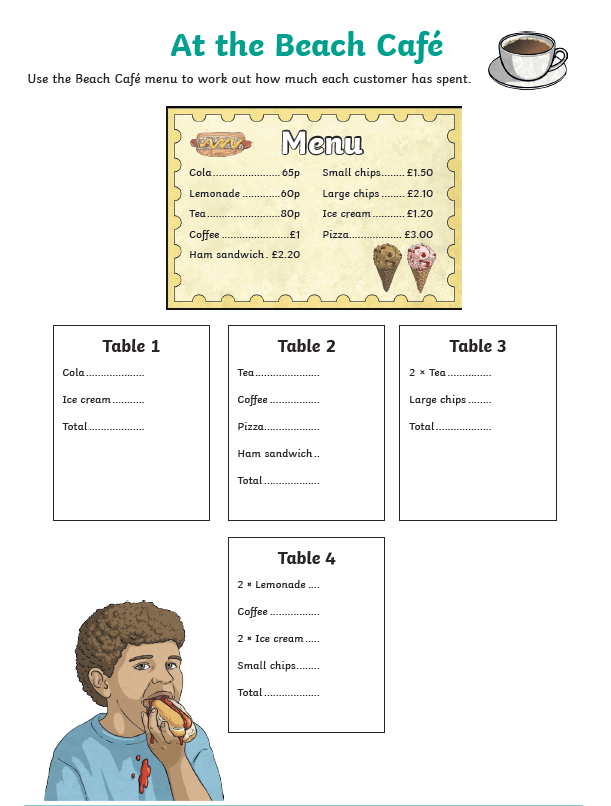 At the Beach Café
Use the Beach Café menu to work out how much each customer has spent.
Menu
Cola......................65p
Lemonade ............60p
Tea........................80p
Coffee ......................£1
Ham sandwich. £2.20
Small chips........ £1.50
Large chips ........ £2.10
Ice cream........... £1.20
Pizza.................. £3.00
Table 1
Cola....................
Ice cream...........
Total...................
Table 2
Tea......................
Coffee .................
Pizza...................
Ham sandwich..
Total...................
Table 3
2 × Tea...............
Large chips ........
Total...................
Table 4
2 × Lemonade ....
Coffee .................
2 × Ice cream.....
Small chips........
Total...................